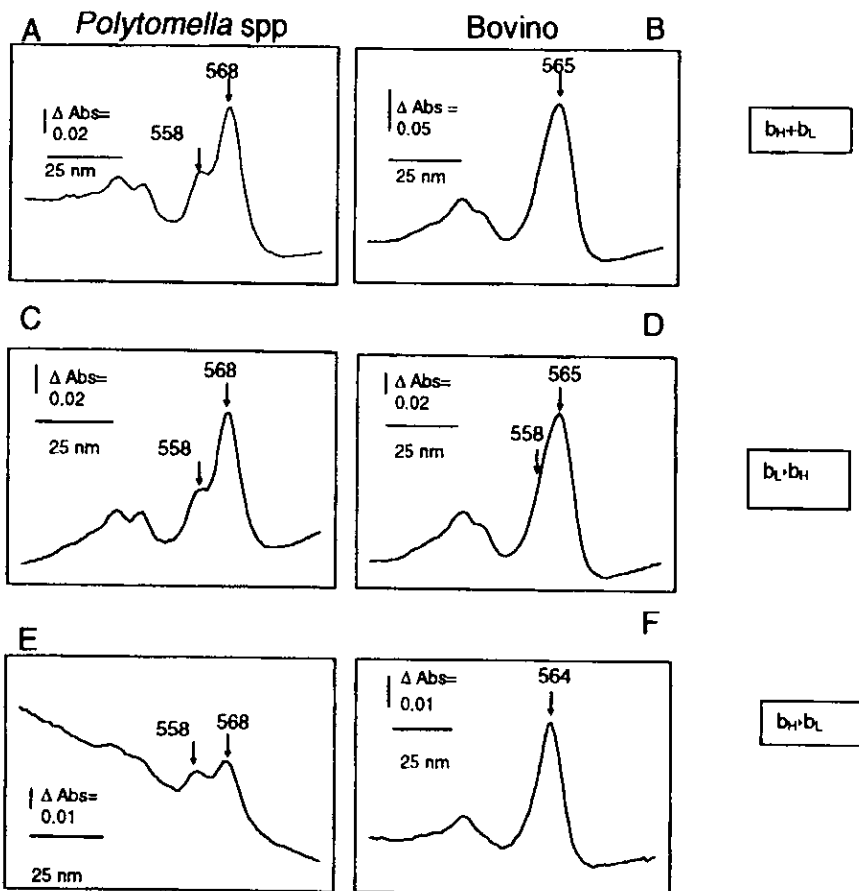 A Polytomella spp Bovino B
568
Δ Abs=
0.02
558
25 nm
565
Δ Abs =
0.05
25 nm
bH+bL
C D
568
Δ Abs=
0.02
558
25 nm
565
Δ Abs=
0.02
558
25 nm
bL›bH
E F
558 568
Δ Abs=
0.01
25 nm
564
Δ Abs=
0.01
25 nm
bH›bL